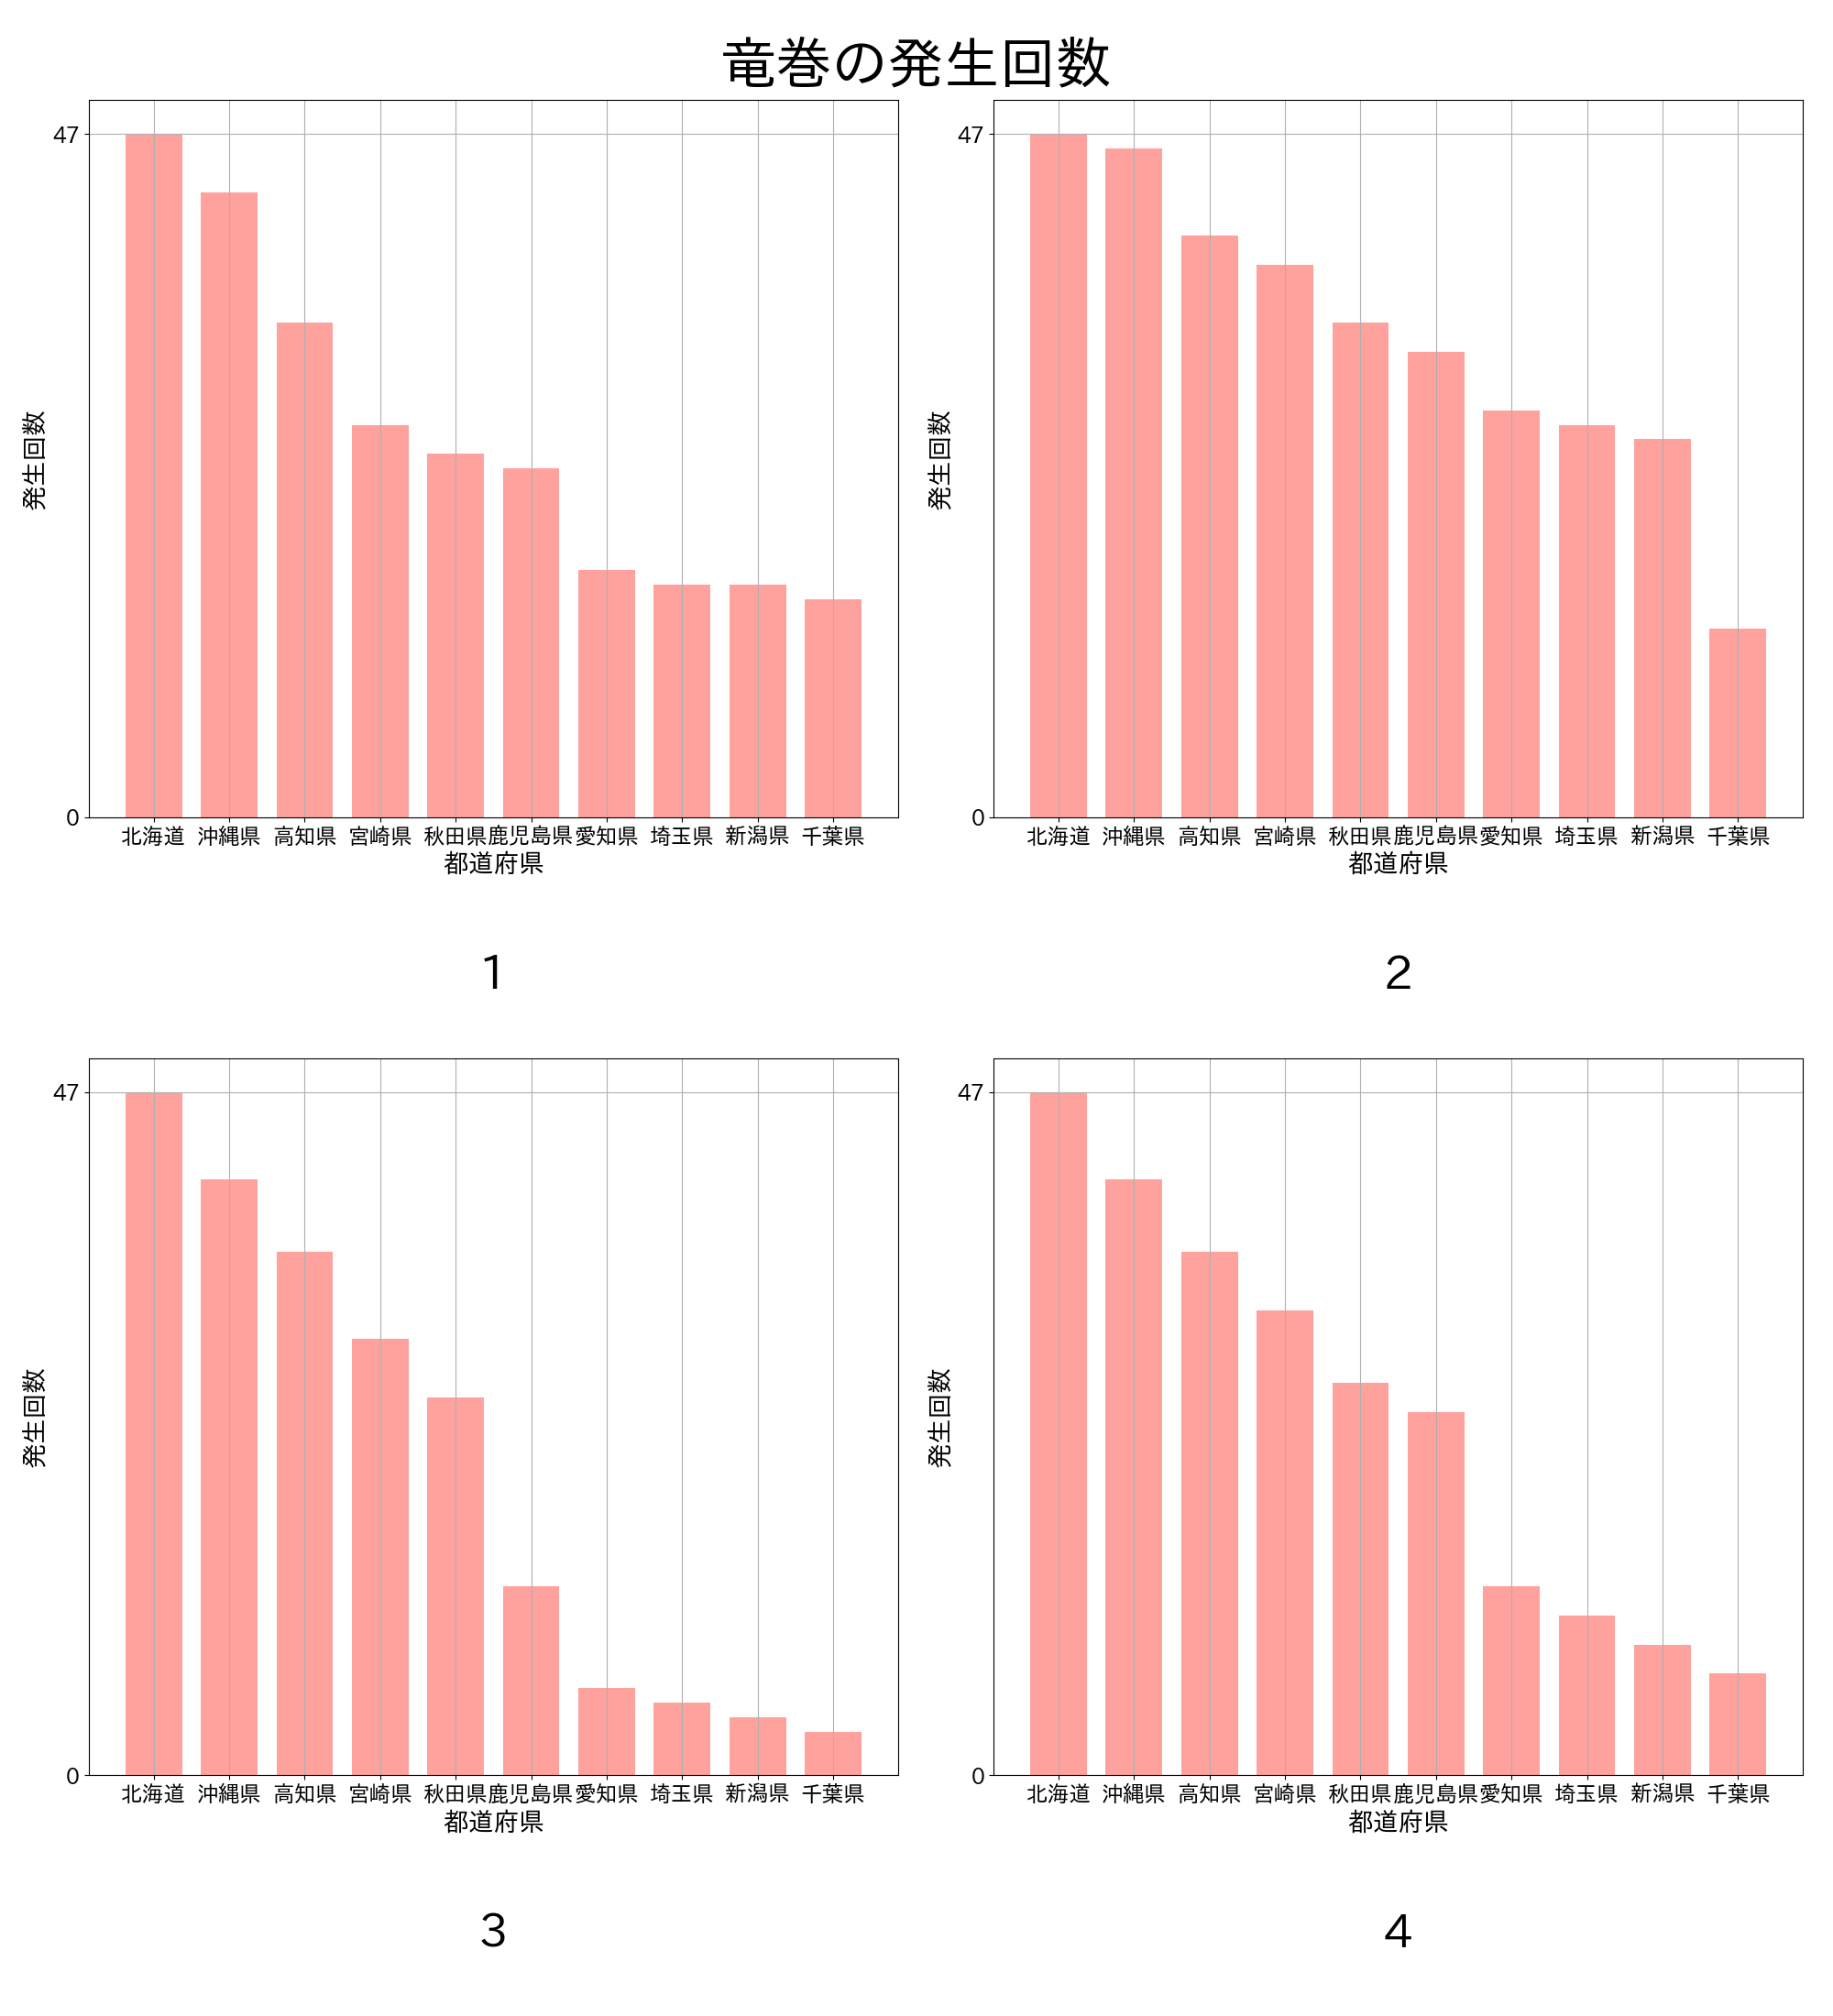 竜巻の発生回数
47
0
発生回数
北海道 沖縄県 高知県 宮崎県 秋田県 鹿児島県 愛知県 埼玉県 新潟県 千葉県
都道府県
1
47
0
発生回数
北海道 沖縄県 高知県 宮崎県 秋田県 鹿児島県 愛知県 埼玉県 新潟県 千葉県
都道府県
2
47
0
発生回数
北海道 沖縄県 高知県 宮崎県 秋田県 鹿児島県 愛知県 埼玉県 新潟県 千葉県
都道府県
3
47
0
発生回数
北海道 沖縄県 高知県 宮崎県 秋田県 鹿児島県 愛知県 埼玉県 新潟県 千葉県
都道府県
4